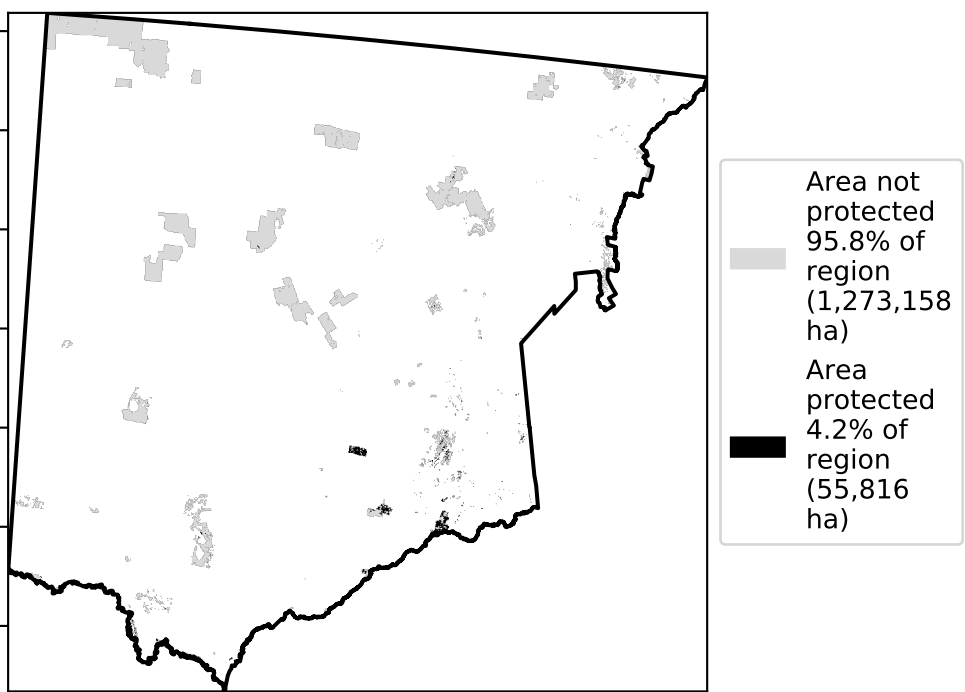 Area not
protected
95.8% of
region
(1,273,158
ha)
Area
protected
4.2% of
region
(55,816
ha)